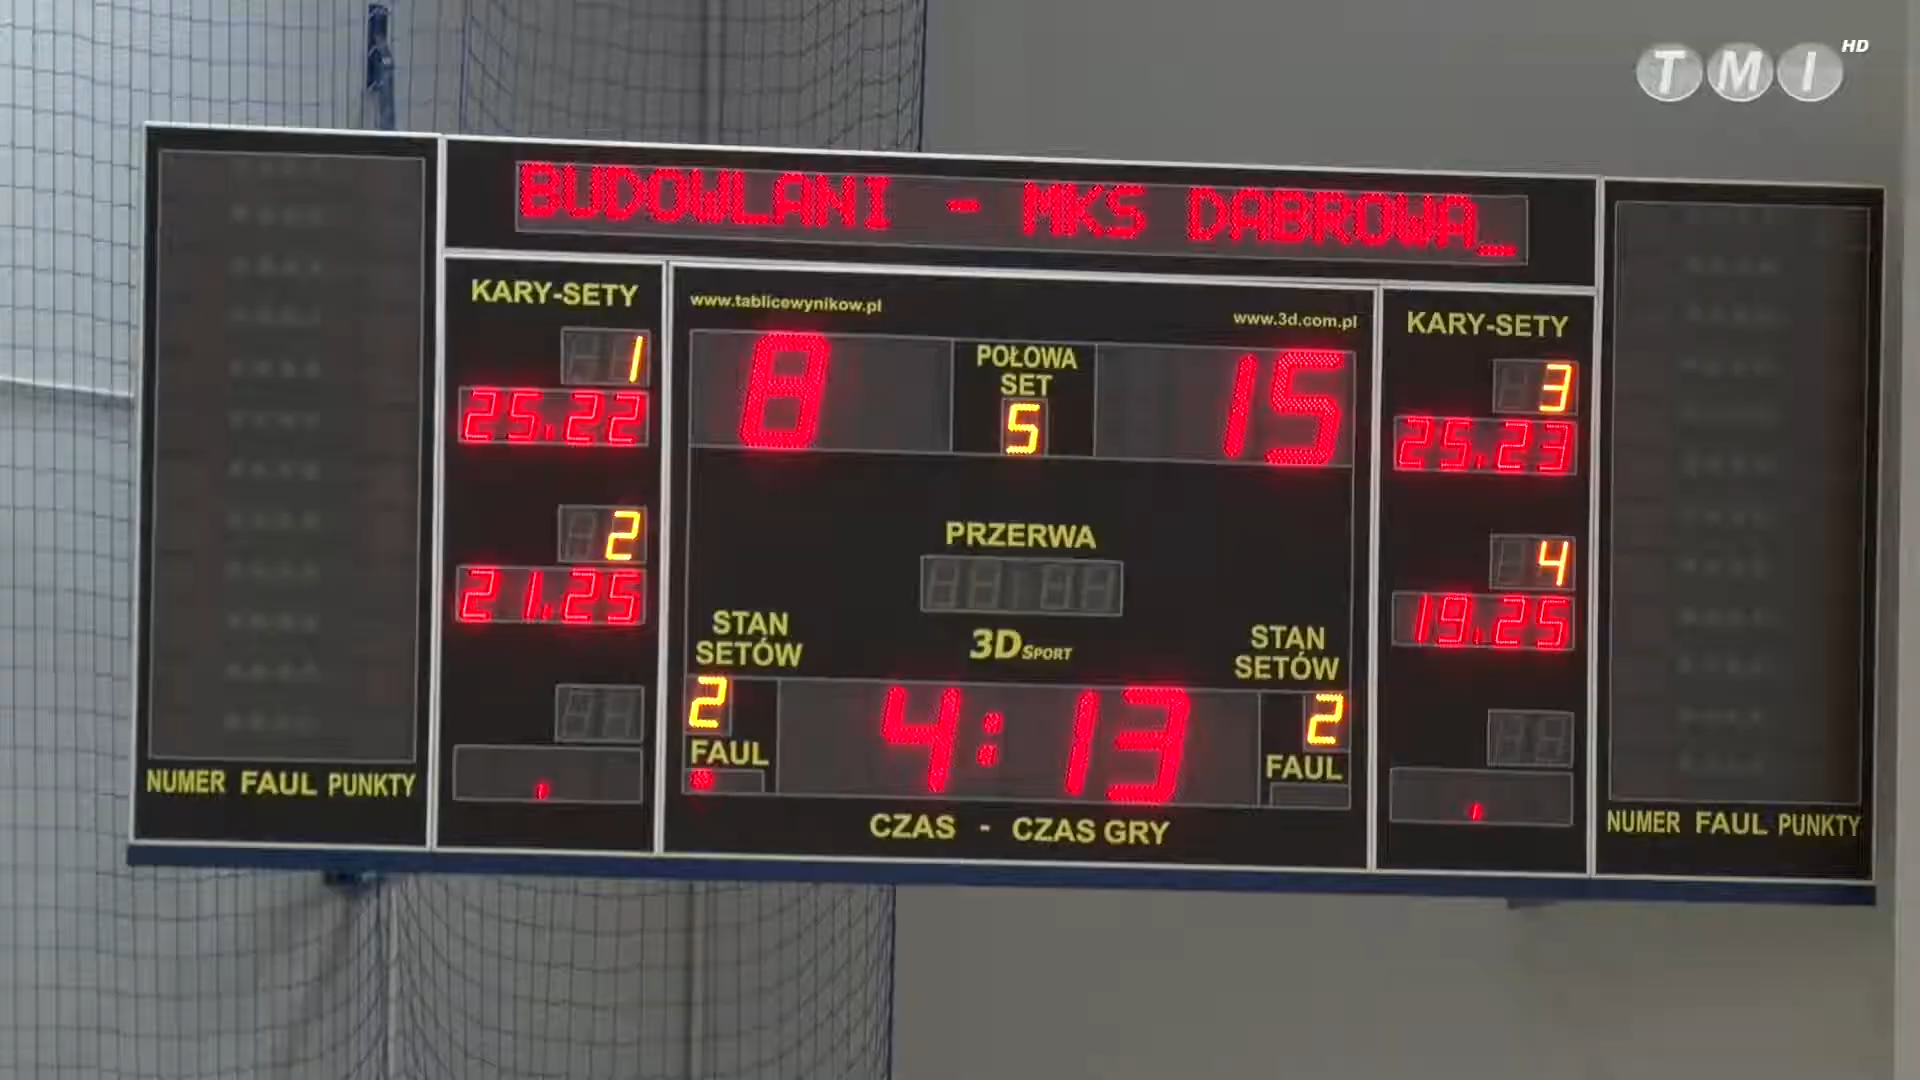 TMI HD
BUDOWLANI - MKS DABROWA_
KARY-SETY
1
25.22
2
21.25
www.tablicewynikow.pl
www.3d.com.pl
8
POŁOWA
SET
5
15
PRZERWA
3D SPORT
STAN
SETÓW
2
FAUL
STAN
SETÓW
2
FAUL
4:13
CZAS - CZAS GRY
KARY-SETY
3
25.23
4
19.25
NUMER FAUL PUNKTY
NUMER FAUL PUNKTY